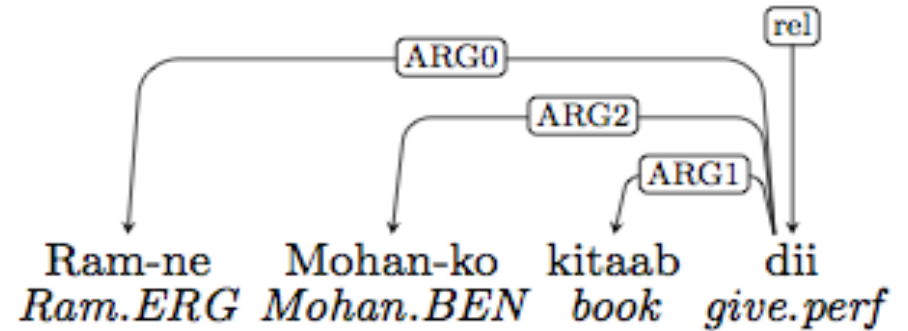 rel
ARG0
ARG2
ARG1
Ram-ne Mohan-ko kitaab dii
Ram.ERG Mohan.BEN book give.perf